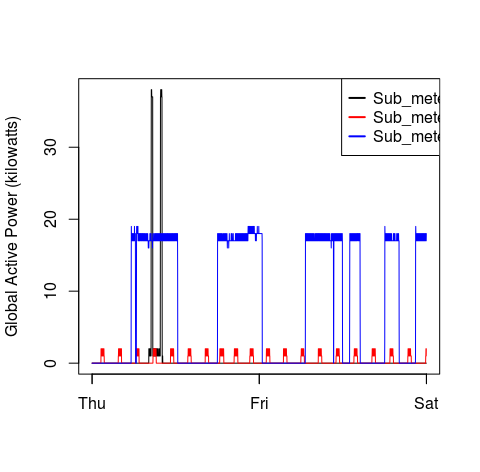 Sub_mete
Sub_mete
Sub_mete
Global Active Power (kilowatts)
30
20
10
0
Thu Fri Sat